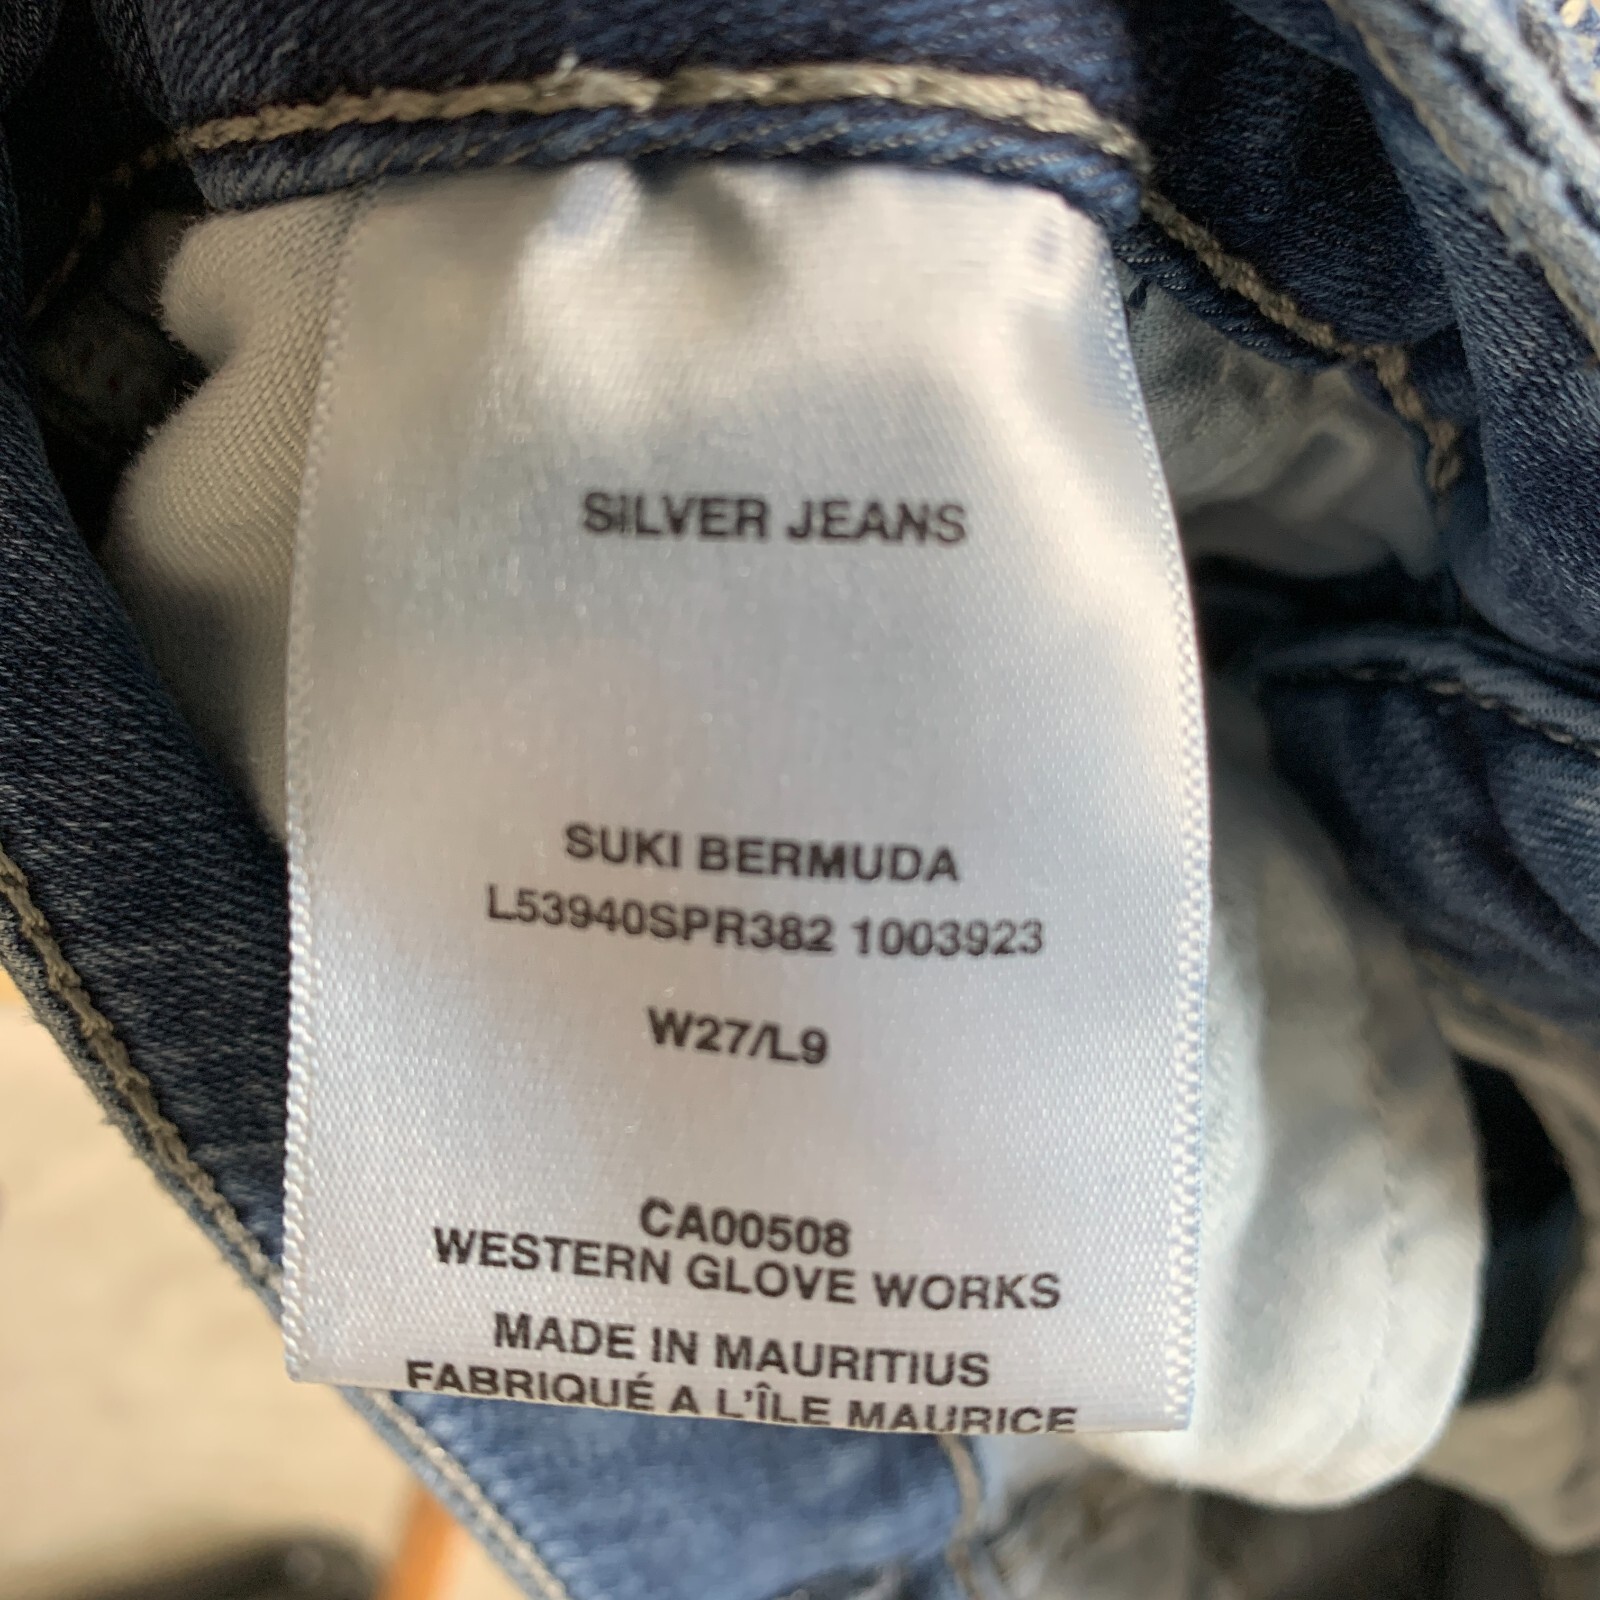 SILVER JEANS
SUKI BERMUDA
L53940SPR382 1003923
W27/L9
CA00508
WESTERN GLOVE WORKS
MADE IN MAURITIUS
FABRIQUÉ A L'ÎLE MAURICE